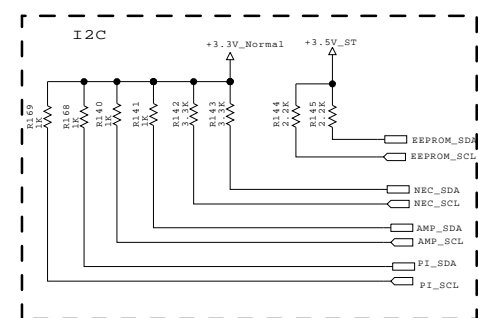 I2C
+3.3V_Normal
+3.5V_ST
R169
1K
R168
1K
R140
1K
R141
1K
R142
3.3K
R143
3.3K
R144
2.2K
R145
2.2K
EEPROM_SDA
EEPROM_SCL
NEC_SDA
NEC_SCL
AMP_SDA
AMP_SCL
PI_SDA
PI_SCL